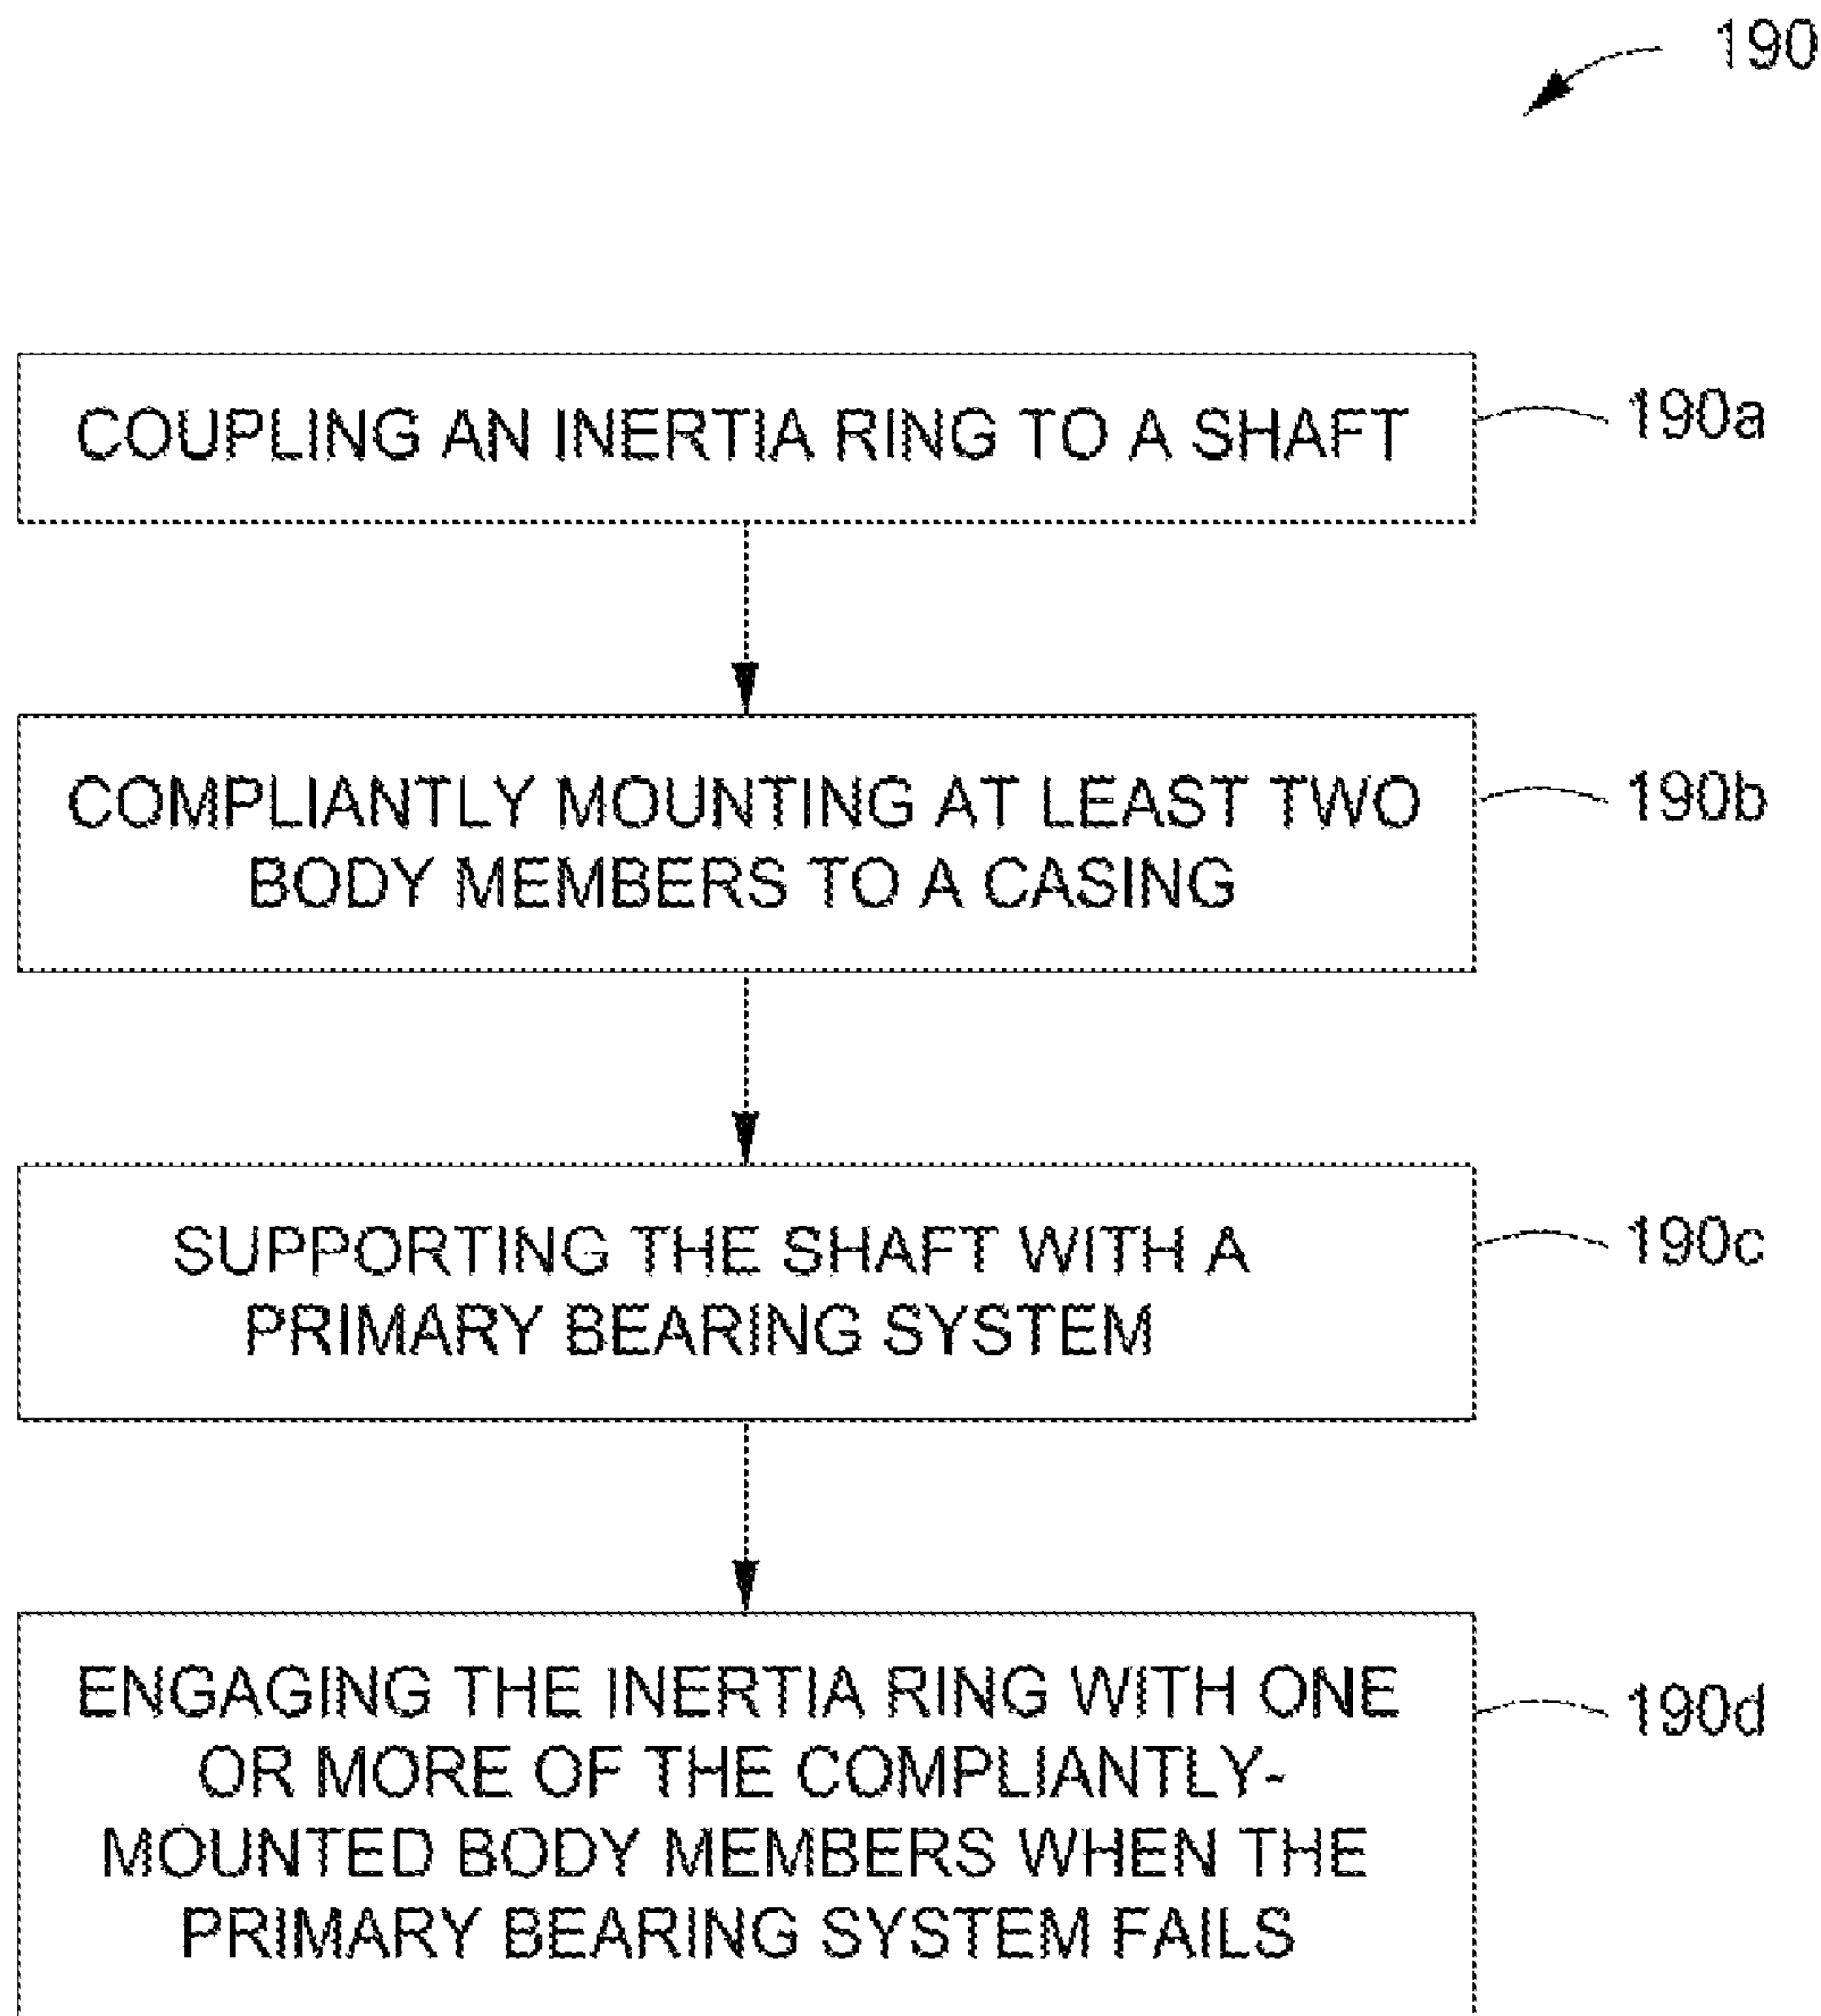 190
COUPLING AN INERTIA RING TO A SHAFT
190a
COMPLIANTLY MOUNTING AT LEAST TWO
BODY MEMBERS TO A CASING
190b
SUPPORTING THE SHAFT WITH A
PRIMARY BEARING SYSTEM
190c
ENGAGING THE INERTIA RING WITH ONE
OR MORE OF THE COMPLIANTLY-
MOUNTED BODY MEMBERS WHEN THE
PRIMARY BEARING SYSTEM FAILS
190d